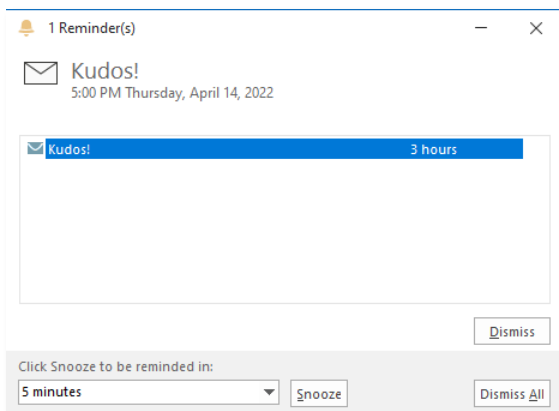 1 Reminder(s)
Kudos!
5:00 PM Thursday, April 14, 2022
Kudos! 3 hours
Dismiss
Click Snooze to be reminded in:
5 minutes Snooze Dismiss All